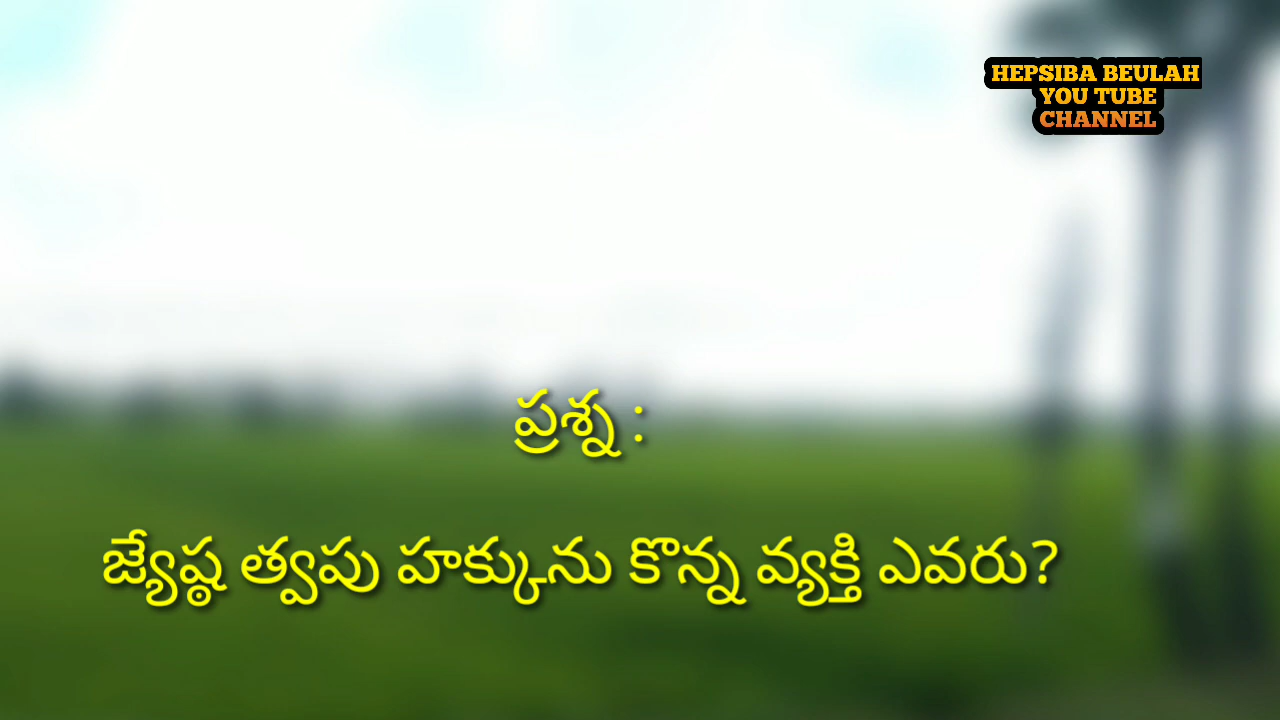 HEPSIBA BEULAH
YOU TUBE
CHANNEL
ప్రశ్న :
జ్యేష్ఠ త్వపు హక్కును కొన్న వ్యక్తి ఎవరు?